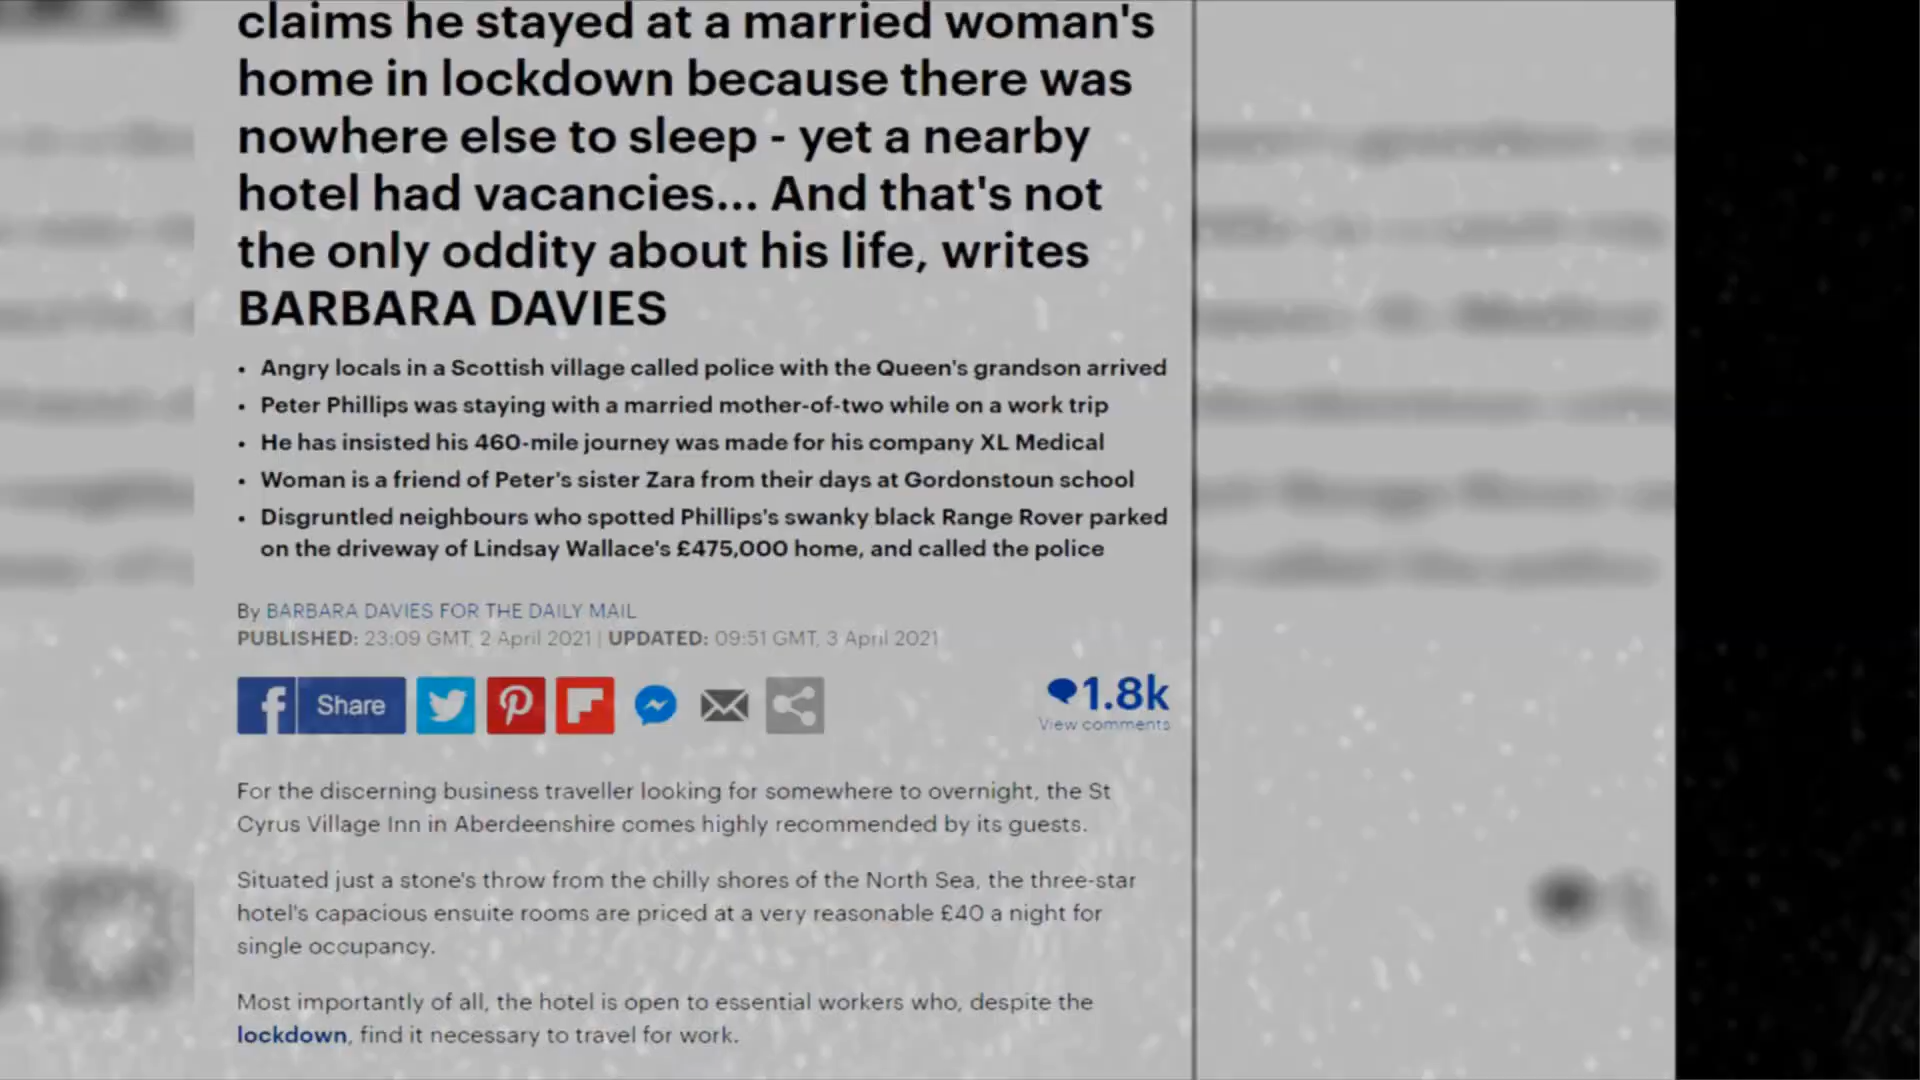 claims he stayed at a married woman's
home in lockdown because there was
nowhere else to sleep - yet a nearby
hotel had vacancies... And that's not
the only oddity about his life, writes
BARBARA DAVIES
• Angry locals in a Scottish village called police with the Queen's grandson arrived
• Peter Phillips was staying with a married mother-of-two while on a work trip
• He has insisted his 460-mile journey was made for his company XL Medical
• Woman is a friend of Peter's sister Zara from their days at Gordonstoun school
• Disgruntled neighbours who spotted Phillips's swanky black Range Rover parked
on the driveway of Lindsay Wallace's £475,000 home, and called the police
By BARBARA DAVIES FOR THE DAILY MAIL
PUBLISHED: 23:09 GMT, 2 April 2021 | UPDATED: 09:51 GMT, 3 April 2021
Share
1.8k
View comments
For the discerning business traveller looking for somewhere to overnight, the St
Cyrus Village Inn in Aberdeenshire comes highly recommended by its guests.
Situated just a stone's throw from the chilly shores of the North Sea, the three-star
hotel's capacious ensuite rooms are priced at a very reasonable £40 a night for
single occupancy.
Most importantly of all, the hotel is open to essential workers who, despite the
lockdown, find it necessary to travel for work.